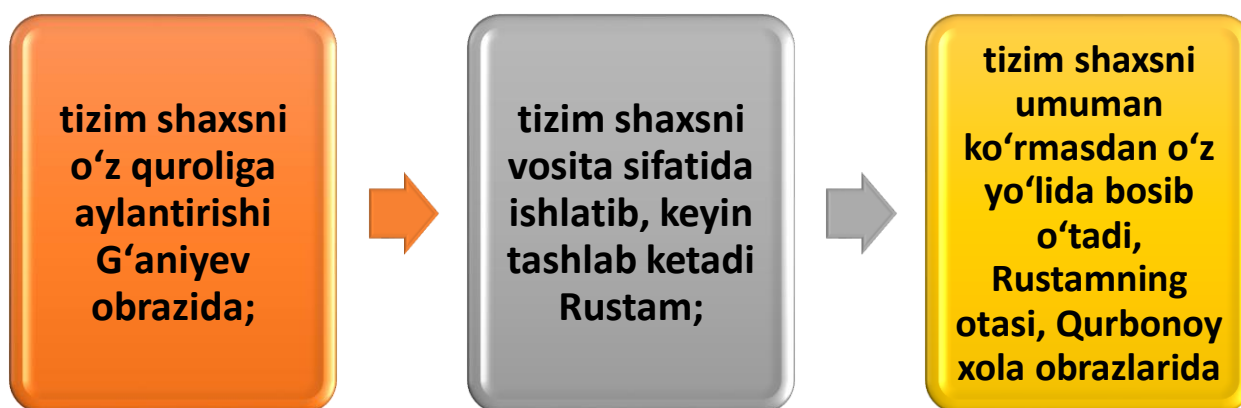 tizim shaxsni
o‘z quroliga
aylantirishi
G‘aniyev
obrazida;
tizim shaxsni
vosita sifatida
ishlatib, keyin
tashlab ketadi
Rustam;
tizim shaxsni
umuman
ko‘rmasdan o‘z
yo‘lida bosib
o‘tadi,
Rustamning
otasi, Qurbonoy
xola obrazlarida